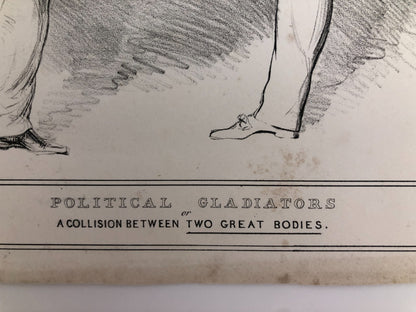 POLITICAL GLADIATORS
or
A COLLISION BETWEEN TWO GREAT BODIES.